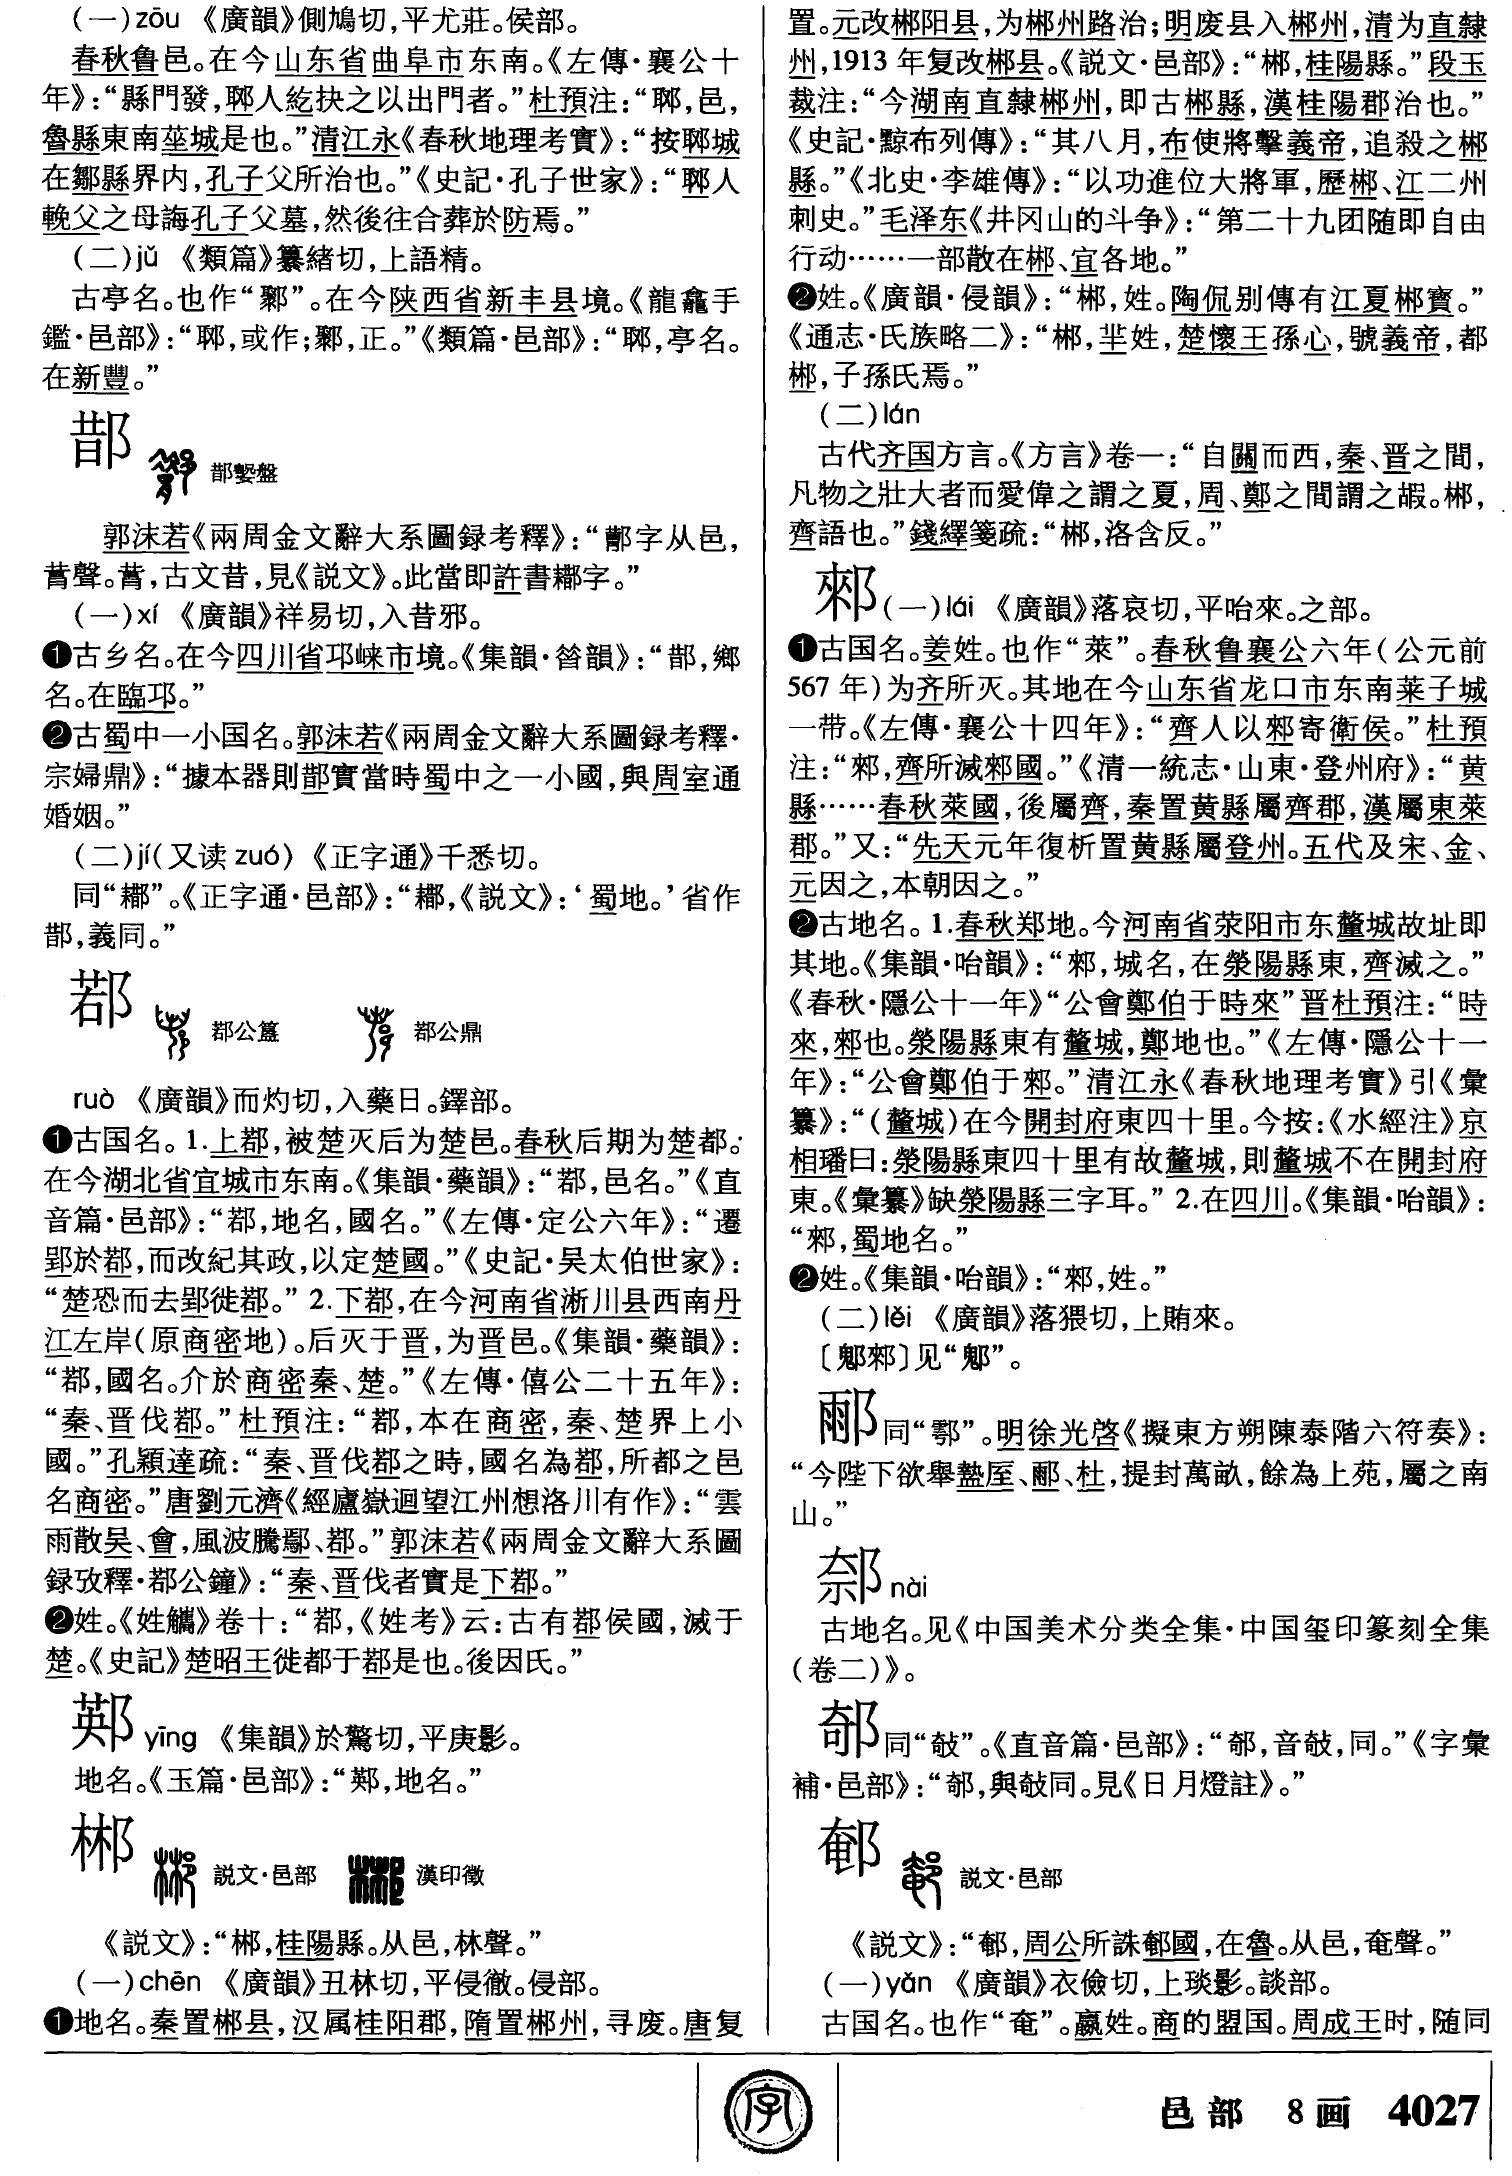 (一)zōu 《廣韻》側鳩切,平尤莊。侯部。
春秋鲁邑。在今山东省曲阜市东南。《左傳·襄公十
年》:“縣門發,郰人紇抉之以出門者。”杜預注:“郰,邑,
魯縣東南莝城是也。”清江永《春秋地理考實》:“按郰城
在鄒縣界内,孔子父所治也。”《史記·孔子世家》:“郰人
輓父之母誨孔子父墓,然後往合葬於防焉。”
(二)jǔ 《類篇》纂緒切,上語精。
古亭名。也作“鄹”。在今陕西省新丰县境。《龍龕手
鑑·邑部》:“郰,或作;鄹,正。”《類篇·邑部》:“郰,亭名。
在新豐。”
郻 郻嫛盤
郭沫若《兩周金文辭大系圖録考釋》:“字从邑,
聲。,古文昔,見《説文》。此當即許書字。”
(一)xí 《廣韻》祥易切,入昔邪。
❶古乡名。在今四川省邛崃市境。《集韻·㫺韻》:“,鄉
名。在臨邛。”
❷古蜀中一小国名。郭沫若《兩周金文辭大系圖録考釋·
宗婦鼎》:“據本器則實當時蜀中之一小國,與周室通
婚姻。”
(二)jí(又读 zuó) 《正字通》千悉切。
同“”。《正字通·邑部》:“,《説文》:‘蜀地。’省作
,義同。”
鄀 鄀公簋 鄀公鼎
ruò 《廣韻》而灼切,入藥日。鐸部。
❶古国名。1.上鄀,被楚灭后为楚邑。春秋后期为楚都。
在今湖北省宜城市东南。《集韻·藥韻》:“鄀,邑名。”《直
音篇·邑部》:“鄀,地名,國名。”《左傳·定公六年》:“遷
郢於鄀,而改紀其政,以定楚國。”《史記·吴太伯世家》:
“楚恐而去郢徙鄀。”2.下鄀,在今河南省淅川县西南丹
江左岸(原商密地)。后灭于晋,为晋邑。《集韻·藥韻》:
“鄀,國名。介於商密秦、楚。”《左傳·僖公二十五年》:
“秦、晋伐鄀。”杜預注:“鄀,本在商密,秦、楚界上小
國。”孔穎達疏:“秦、晋伐鄀之時,國名為鄀,所都之邑
名商密。”唐劉元濟《經廬嶽迴望江州想洛川有作》:“雲
雨散吴、會,風波騰鄢、鄀。”郭沫若《兩周金文辭大系圖
録攷釋·鄀公鐘》:“秦、晋伐者實是下鄀。”
❷姓。《姓觿》卷十:“鄀,《姓考》云:古有鄀侯國,滅于
楚。《史記》楚昭王徙都于鄀是也。後因氏。”
yīng 《集韻》於驚切,平庚影。
地名。《玉篇·邑部》:“,地名。”
郴 説文·邑部 漢印徵
《説文》:“郴,桂陽縣。从邑,林聲。”
(一)chēn 《廣韻》丑林切,平侵徹。侵部。
❶地名。秦置郴县,汉属桂阳郡,隋置郴州,寻废。唐复
置。元改郴阳县,为郴州路治;明废县入郴州,清为直隸
州,1913年复改郴县。《説文·邑部》:“郴,桂陽縣。”段玉
裁注:“今湖南直隸郴州,即古郴縣,漢桂陽郡治也。”
《史記·黥布列傳》:“其八月,布使將擊義帝,追殺之郴
縣。”《北史·李雄傳》:“以功進位大將軍,歷郴、江二州
刺史。”毛泽东《井冈山的斗争》:“第二十九团随即自由
行动……一部散在郴、宜各地。”
❷姓。《廣韻·侵韻》:“郴,姓。陶侃别傳有江夏郴寶。”
《通志·氏族略二》:“郴,芈姓,楚懷王孫心,號義帝,都
郴,子孫氏焉。”
(二)lán
古代齐国方言。《方言》卷一:“自關而西,秦、晋之間,
凡物之壯大者而愛偉之謂之夏,周、鄭之間謂之嘏。郴,
齊語也。”錢繹箋疏:“郴,洛含反。”
郲(一)lái 《廣韻》落哀切,平咍來。之部。
❶古国名。姜姓。也作“萊”。春秋鲁襄公六年(公元前
567年)为齐所灭。其地在今山东省龙口市东南莱子城
一带。《左傳·襄公十四年》:“齊人以郲寄衛侯。”杜預
注:“郲,齊所滅郲國。”《清一統志·山東·登州府》:“黄
縣……春秋萊國,後屬齊,秦置黄縣屬齊郡,漢屬東萊
郡。”又:“先天元年復析置黄縣屬登州。五代及宋、金、
元因之,本朝因之。”
❷古地名。1.春秋郑地。今河南省荥阳市东釐城故址即
其地。《集韻·咍韻》:“郲,城名,在滎陽縣東,齊滅之。”
《春秋·隱公十一年》“公會鄭伯于時來”晋杜預注:“時
來,郲也。滎陽縣東有釐城,鄭地也。”《左傳·隱公十一
年》:“公會鄭伯于郲。”清江永《春秋地理考實》引《彙
纂》:“(釐城)在今開封府東四十里。今按:《水經注》京
相璠曰:滎陽縣東四十里有故釐城,則釐城不在開封府
東。《彙纂》缺滎陽縣三字耳。”2.在四川。《集韻·咍韻》:
“郲,蜀地名。”
❷姓。《集韻·咍韻》:“郲,姓。”
(二)lěi 《廣韻》落猥切,上賄來。
〔䣀郲〕见“䣀”。
同“鄠”。明徐光啓《擬東方朔陳泰階六符奏》:
“今陛下欲舉盩厔、、杜,提封萬畝,餘為上苑,屬之南
山。”
nài
古地名。见《中国美术分类全集·中国玺印篆刻全集
(卷二)》。
同“攲”。《直音篇·邑部》:“郁,音攲,同。”《字彙
補·邑部》:“,與攲同。見《日月燈註》。”
郁 説文·邑部
《説文》:“郁,周公所誅郁國,在魯。从邑,奄聲。”
(一)yǎn 《廣韻》衣儉切,上琰影。談部。
古国名。也作“奄”。嬴姓。商的盟国。周成王时,随同
字
邑部 8画 4027